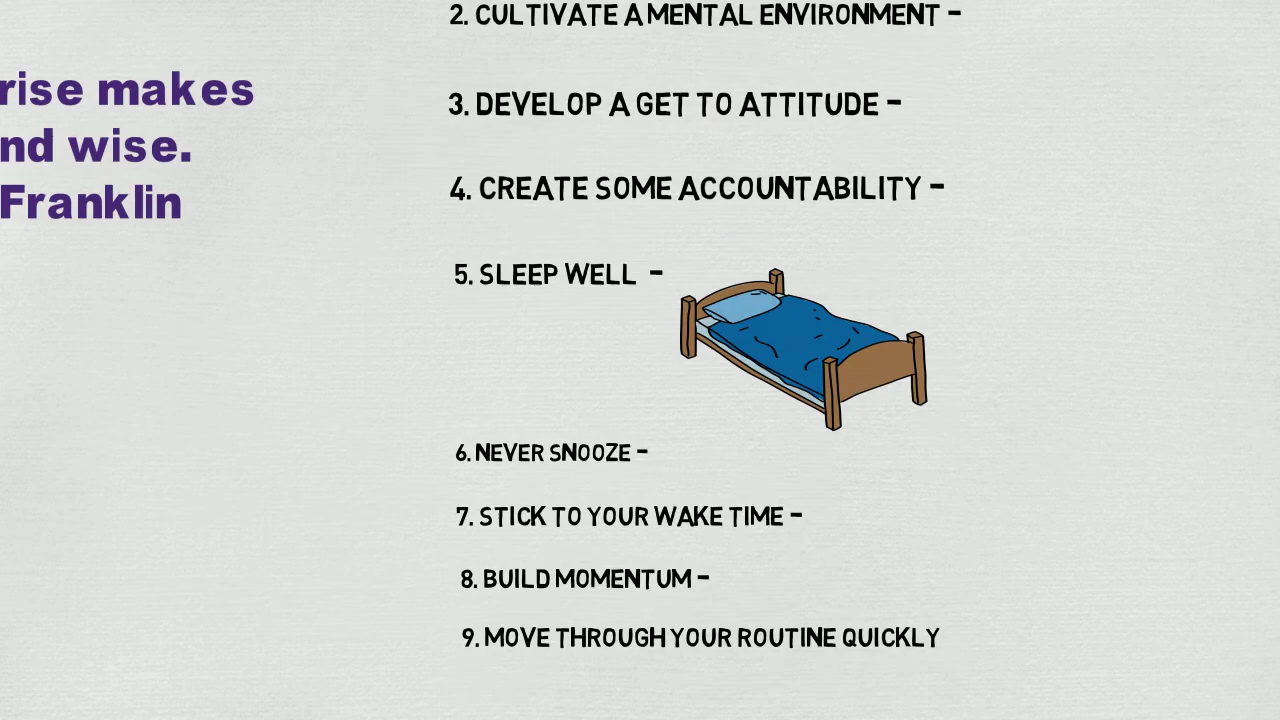 rise makes
nd wise.
Franklin
2. CULTIVATE A MENTAL ENVIRONMENT -
3. DEVELOP A GET TO ATTITUDE -
4. CREATE SOME ACCOUNTABILITY -
5. SLEEP WELL -
6. NEVER SNOOZE -
7. STICK TO YOUR WAKE TIME -
8. BUILD MOMENTUM -
9. MOVE THROUGH YOUR ROUTINE QUICKLY